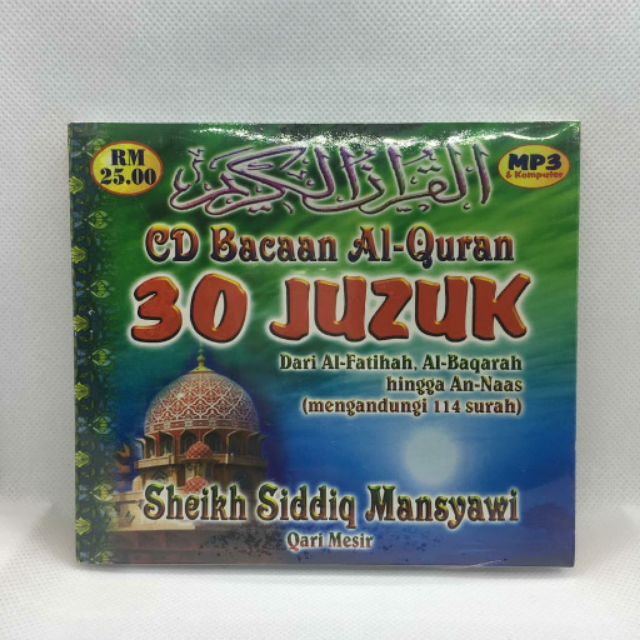 RM
25.00
القرآن الكريم
MP3
& Komputer
CD Bacaan Al-Quran
30 JUZUK
Dari Al-Fatihah, Al-Baqarah
hingga An-Naas
(mengandungi 114 surah)
Sheikh Siddiq Mansyawi
Qari Mesir